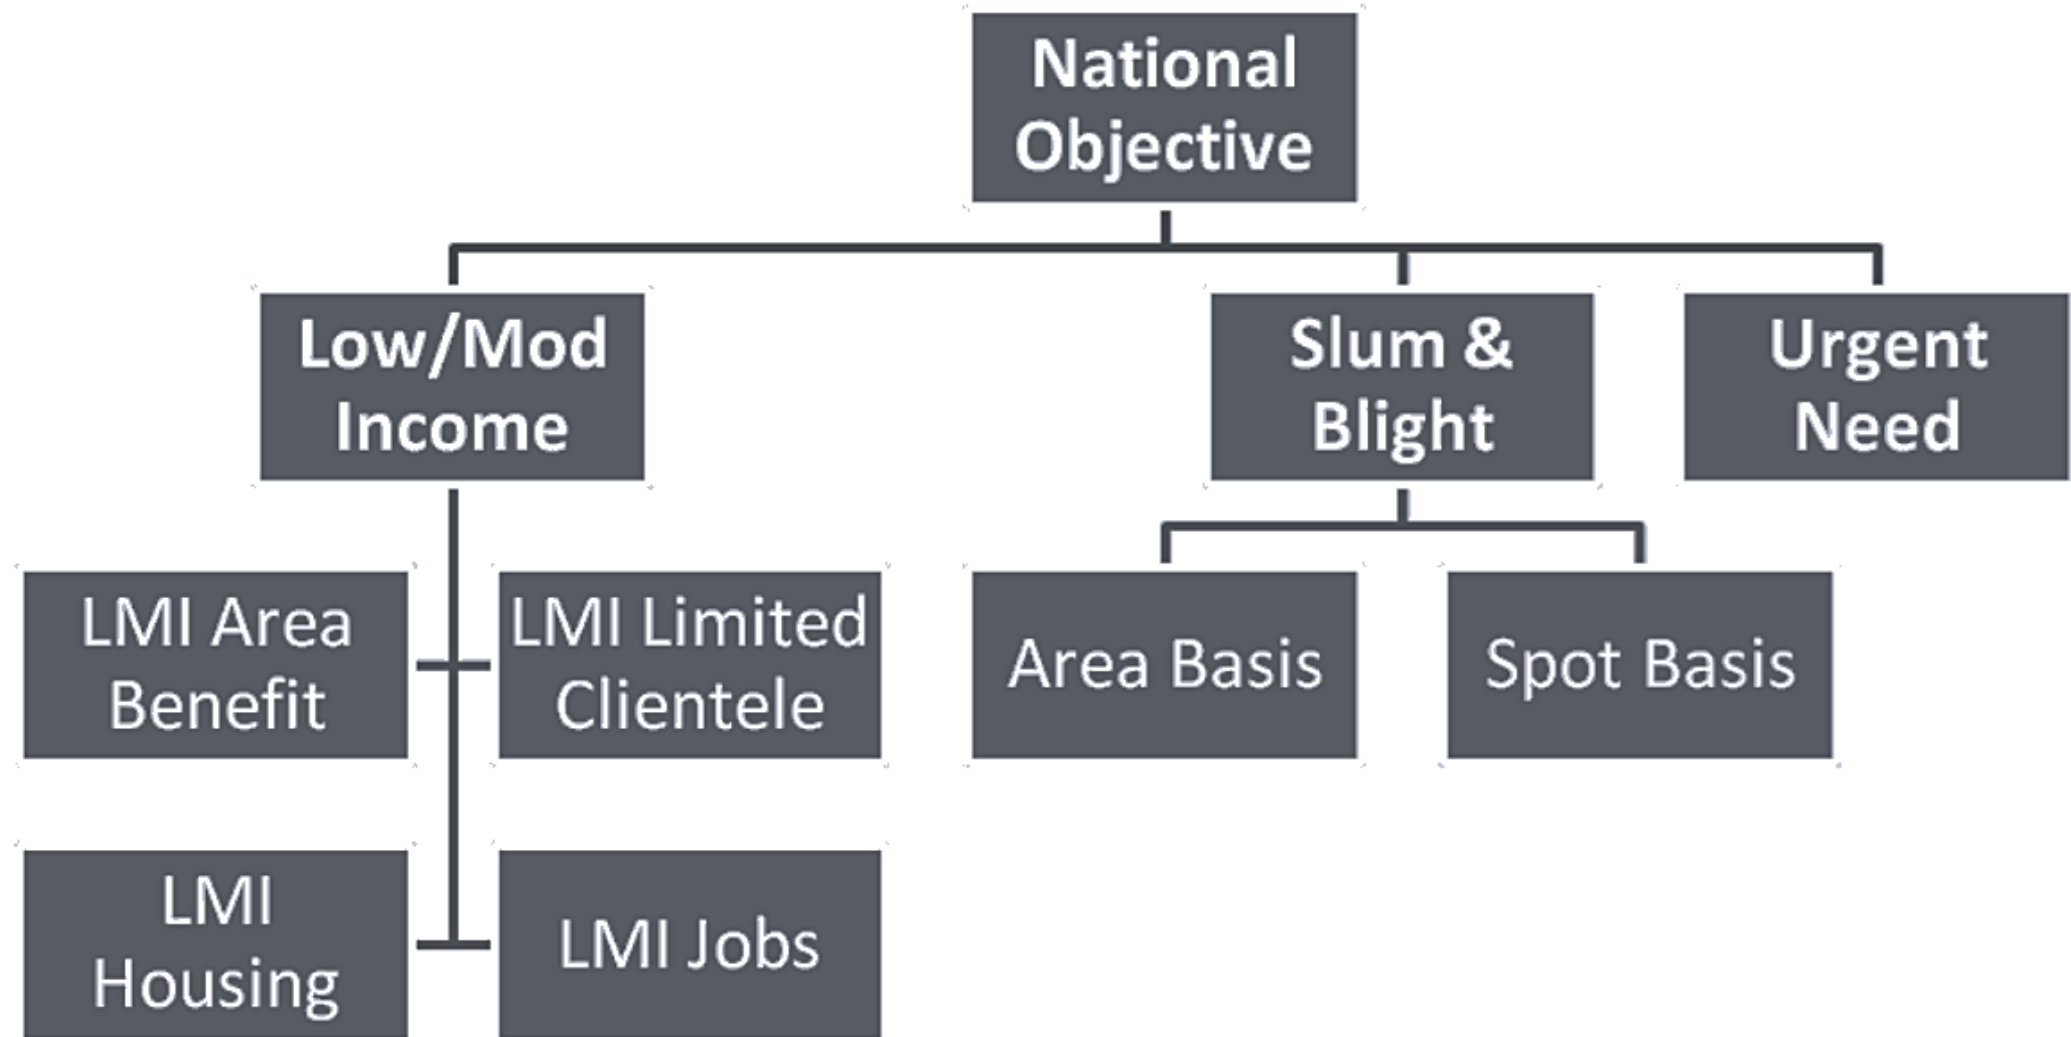 National
Objective
Low/Mod
Income
Slum &
Blight
Urgent
Need
LMI Area
Benefit
LMI Limited
Clientele
Area Basis
Spot Basis
LMI
Housing
LMI Jobs